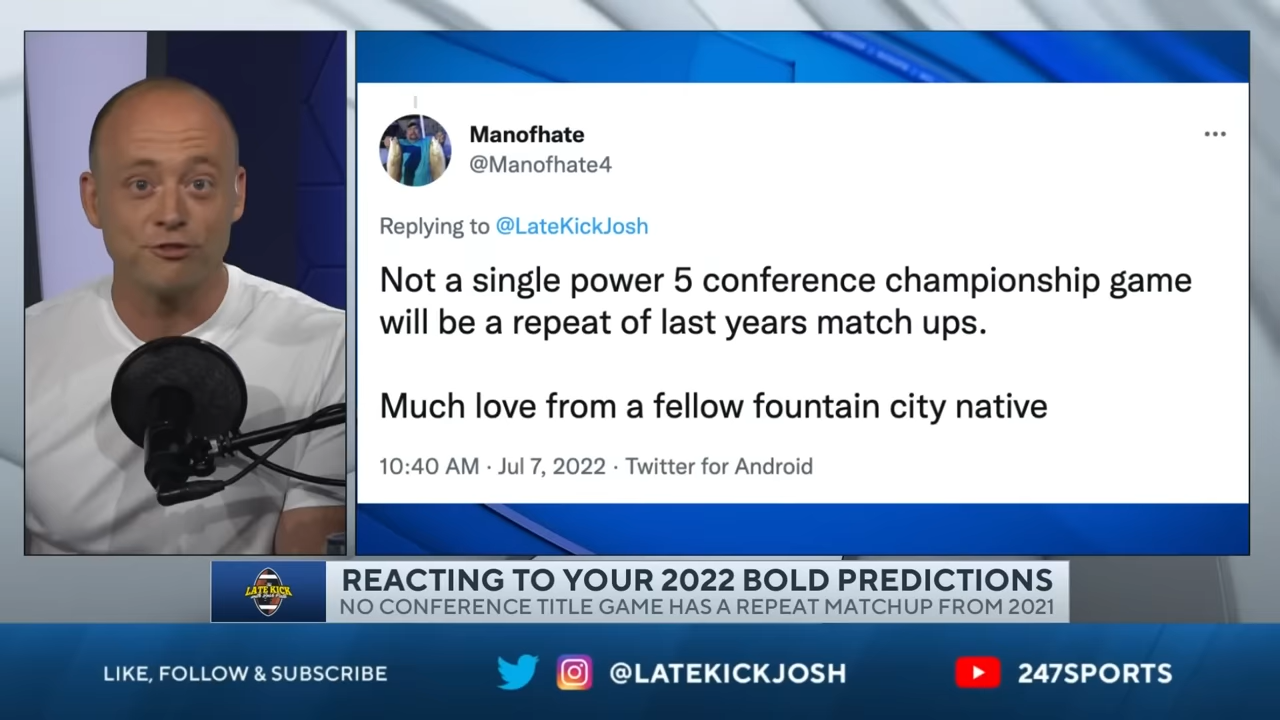 Manofhate
@Manofhate4
Replying to @LateKickJosh
Not a single power 5 conference championship game
will be a repeat of last years match ups.
Much love from a fellow fountain city native
10:40 AM · Jul 7, 2022 · Twitter for Android
LATE KICK
REACTING TO YOUR 2022 BOLD PREDICTIONS
NO CONFERENCE TITLE GAME HAS A REPEAT MATCHUP FROM 2021
LIKE, FOLLOW & SUBSCRIBE
@LATEKICKJOSH
247SPORTS